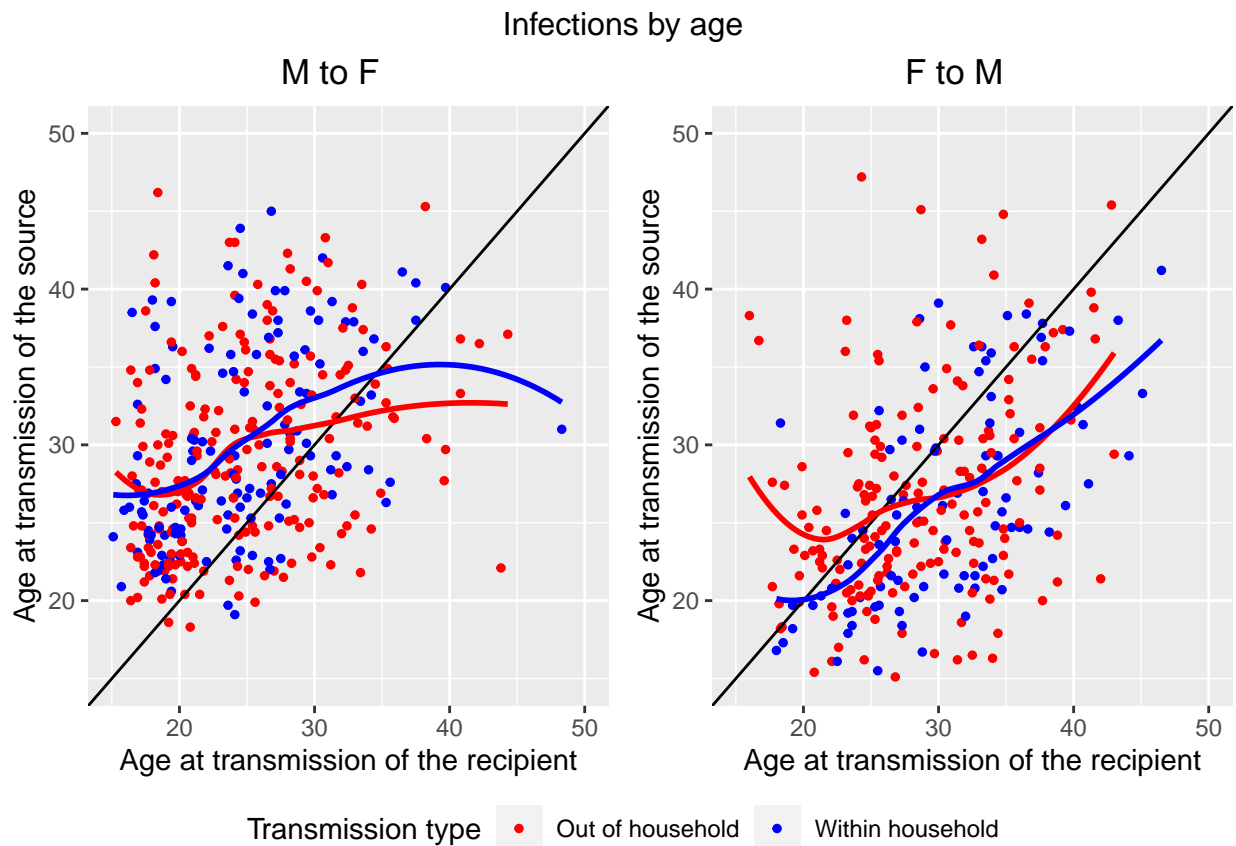 Infections by age
M to F
F to M
50
40
30
20
Age at transmission of the source
20 30 40 50
Age at transmission of the recipient
50
40
30
20
Age at transmission of the source
20 30 40 50
Age at transmission of the recipient
Transmission type Out of household Within household